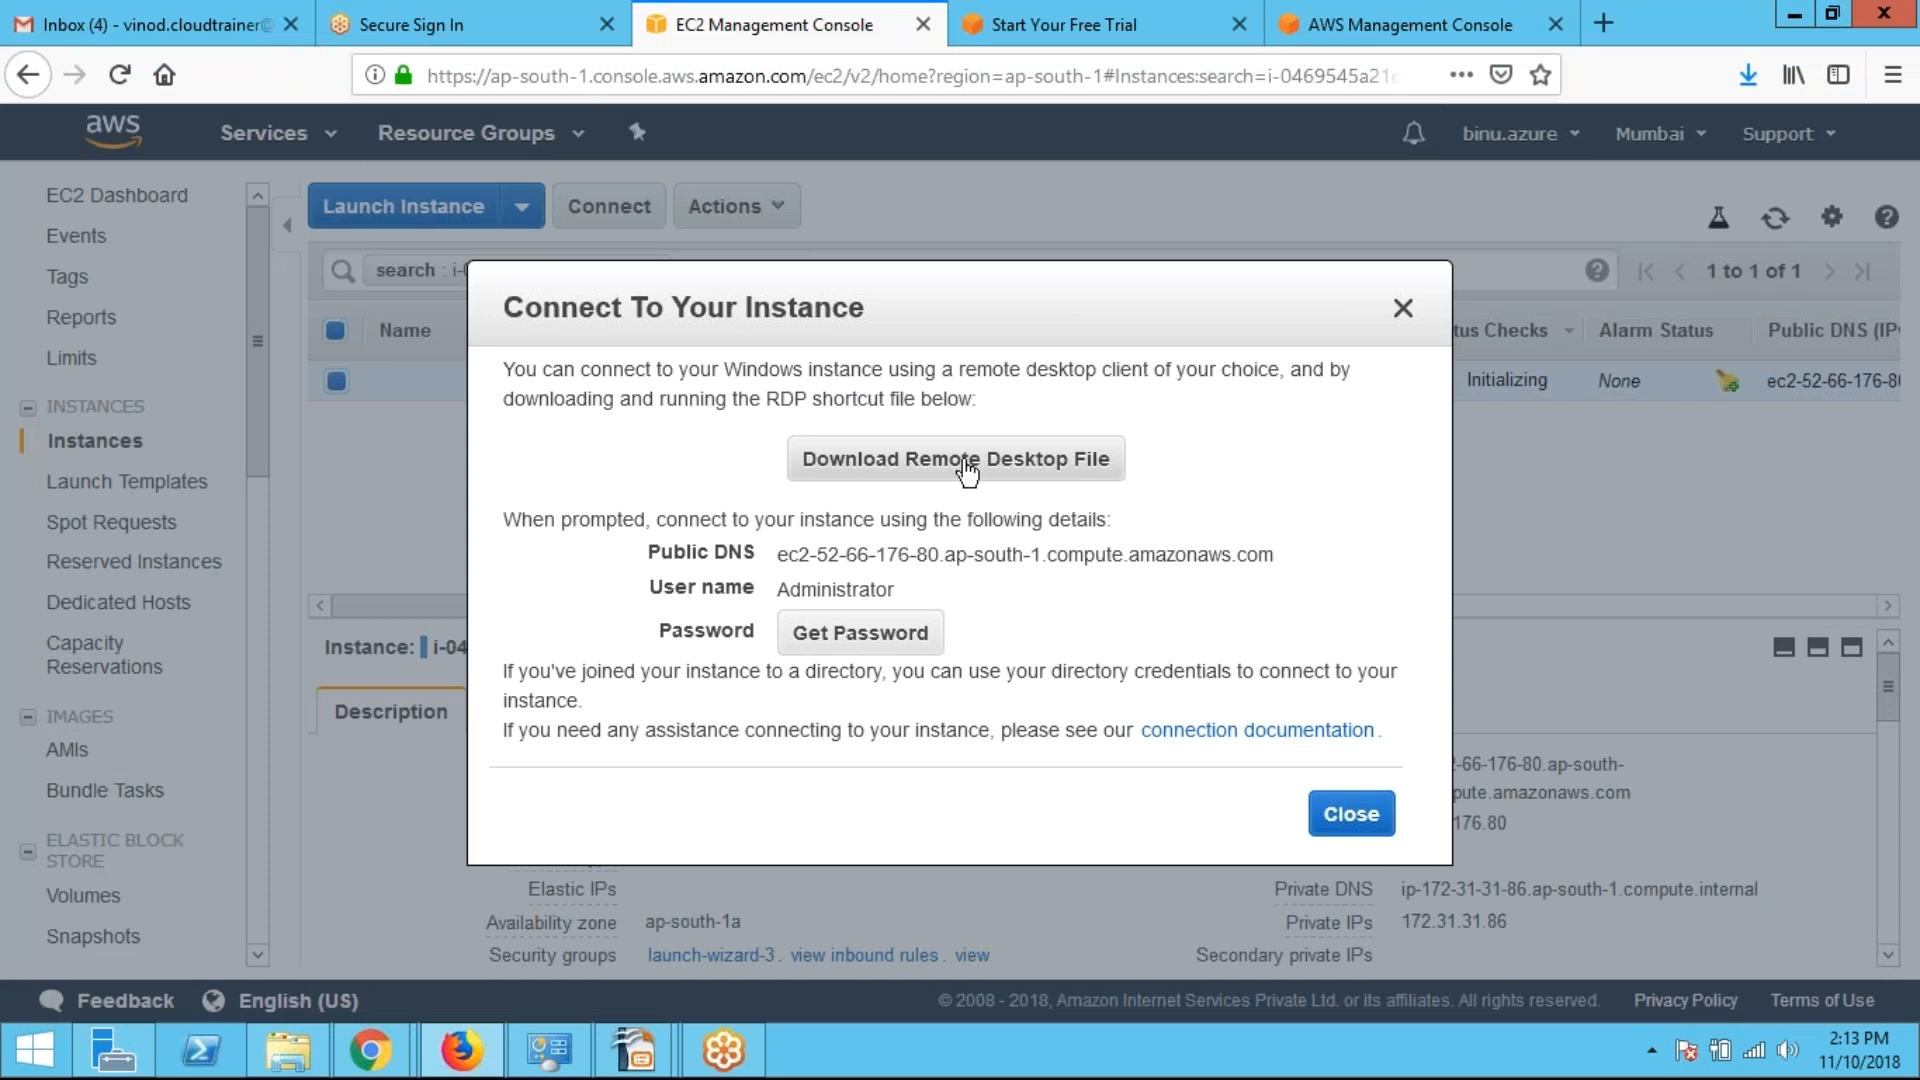 Inbox (4) - vinod.cloudtrainer@
Secure Sign In
EC2 Management Console
Start Your Free Trial
AWS Management Console
https://ap-south-1.console.aws.amazon.com/ec2/v2/home?region=ap-south-1#Instances:search=i-0469545a21e
aws
Services
Resource Groups
binu.azure
Mumbai
Support
EC2 Dashboard
Events
Tags
Reports
Limits
INSTANCES
Instances
Launch Templates
Spot Requests
Reserved Instances
Dedicated Hosts
Capacity
Reservations
IMAGES
AMIs
Bundle Tasks
ELASTIC BLOCK
STORE
Volumes
Snapshots
Launch Instance
Connect
Actions
search : i-0
1 to 1 of 1
Name
tus Checks
Alarm Status
Public DNS (IPv
Initializing
None
ec2-52-66-176-80
Connect To Your Instance
You can connect to your Windows instance using a remote desktop client of your choice, and by
downloading and running the RDP shortcut file below:
Download Remote Desktop File
When prompted, connect to your instance using the following details:
Public DNS ec2-52-66-176-80.ap-south-1.compute.amazonaws.com
User name Administrator
Password Get Password
If you've joined your instance to a directory, you can use your directory credentials to connect to your
instance.
If you need any assistance connecting to your instance, please see our connection documentation.
Close
Instance: i-04
Description
-66-176-80.ap-south-
pute.amazonaws.com
176.80
Elastic IPs
Private DNS ip-172-31-31-86.ap-south-1.compute.internal
Availability zone ap-south-1a
Private IPs 172.31.31.86
Security groups launch-wizard-3. view inbound rules. view
Secondary private IPs
Feedback
English (US)
© 2008 - 2018, Amazon Internet Services Private Ltd. or its affiliates. All rights reserved.
Privacy Policy
Terms of Use
2:13 PM
11/10/2018